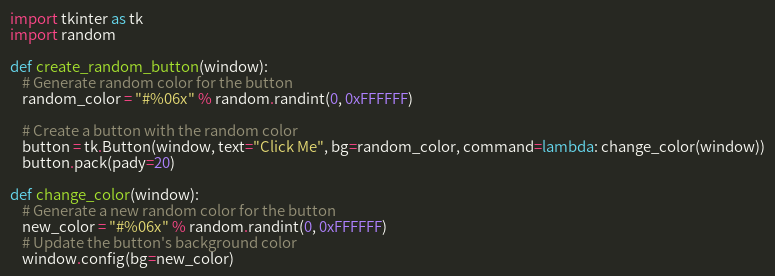 import tkinter as tk
import random

def create_random_button(window):
    # Generate random color for the button
    random_color = "#%06x" % random.randint(0, 0xFFFFFF)

    # Create a button with the random color
    button = tk.Button(window, text="Click Me", bg=random_color, command=lambda: change_color(window))
    button.pack(pady=20)

def change_color(window):
    # Generate a new random color for the button
    new_color = "#%06x" % random.randint(0, 0xFFFFFF)
    # Update the button's background color
    window.config(bg=new_color)